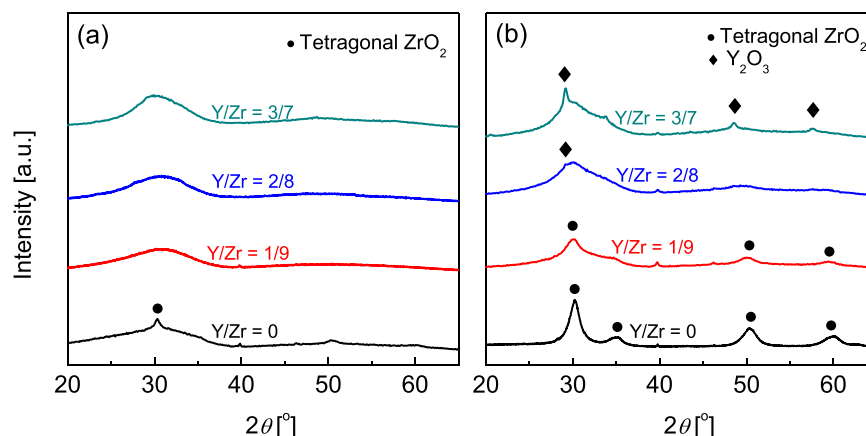 (a)
● Tetragonal ZrO₂
Y/Zr = 3/7
Y/Zr = 2/8
Y/Zr = 1/9
Y/Zr = 0
20 30 40 50 60
2θ [°]
Intensity [a.u.]
(b)
● Tetragonal ZrO₂
♦ Y₂O₃
Y/Zr = 3/7
Y/Zr = 2/8
Y/Zr = 1/9
Y/Zr = 0
20 30 40 50 60
2θ [°]